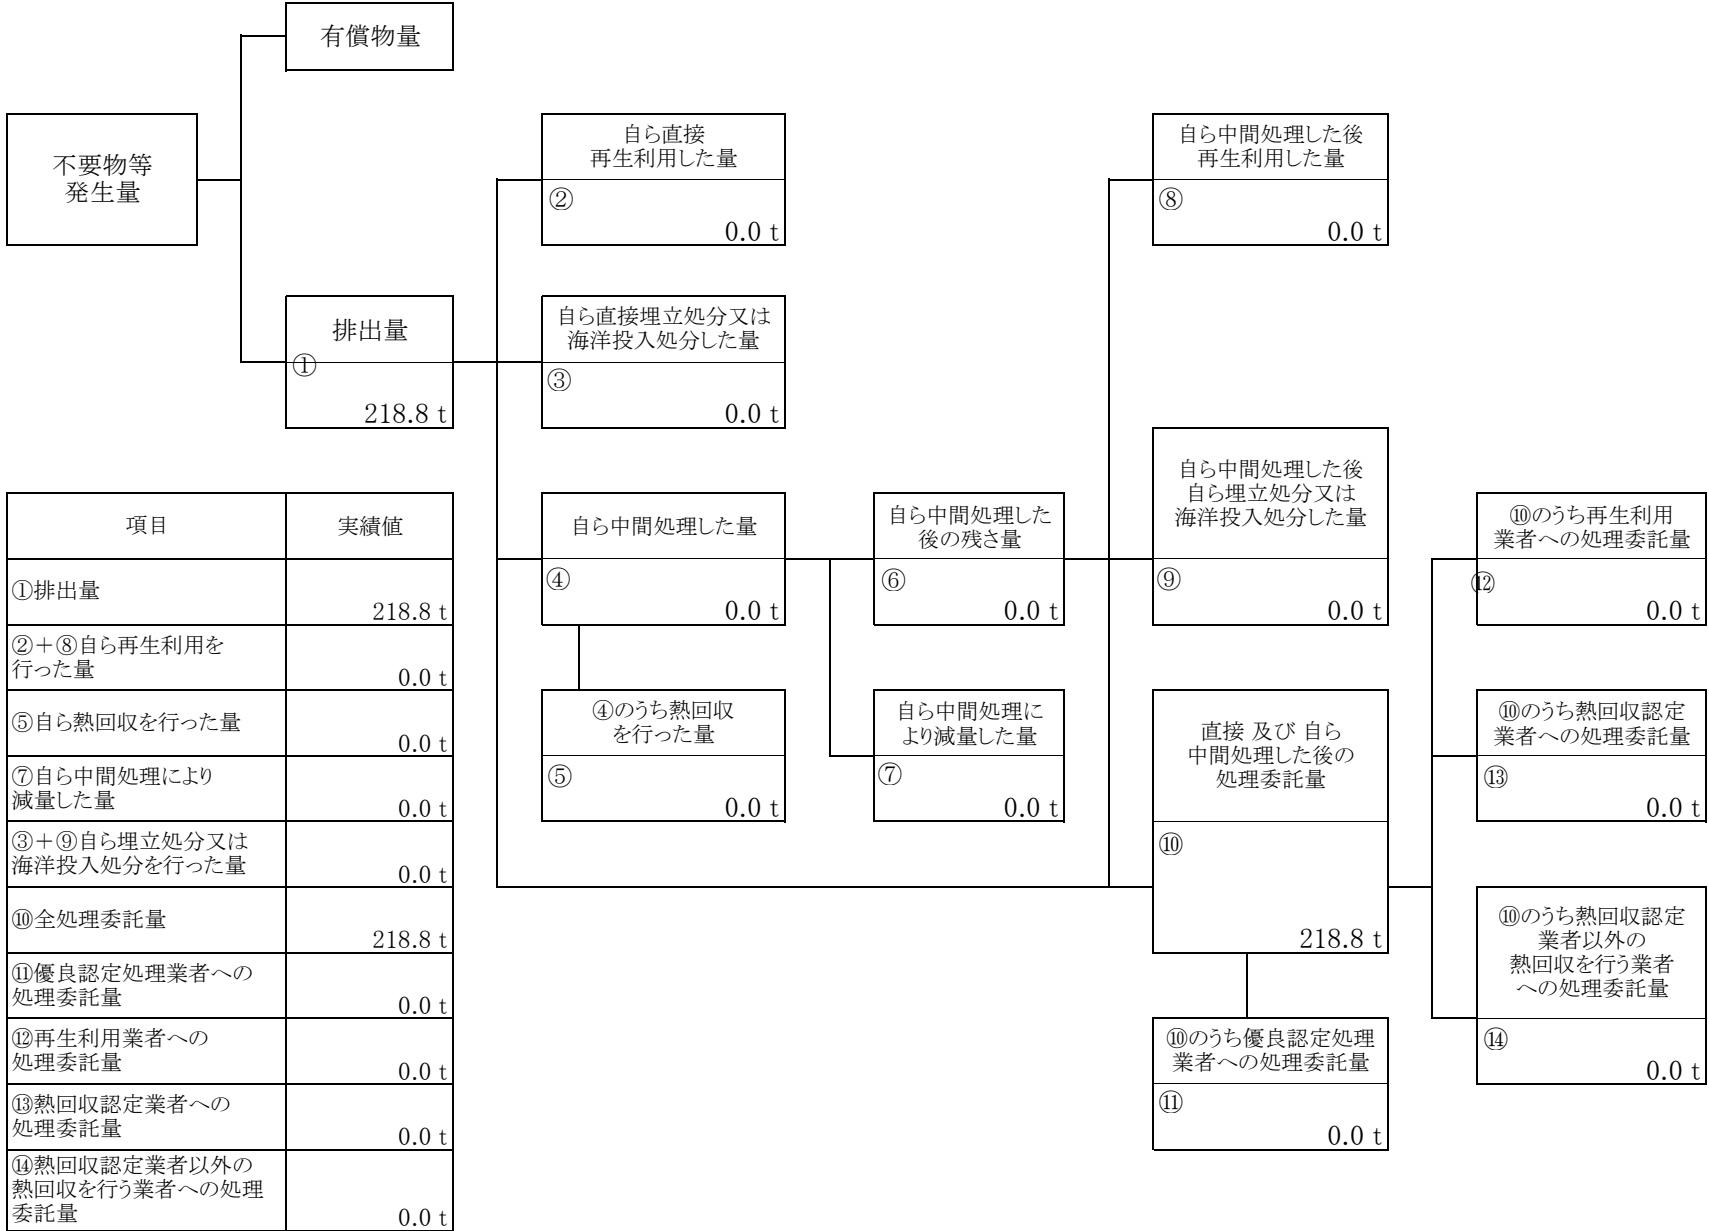 有償物量
不要物等
発生量
自ら直接
再生利用した量
②
0.0 t
自ら中間処理した後
再生利用した量
⑧
0.0 t
排出量
①
218.8 t
自ら直接埋立処分又は
海洋投入処分した量
③
0.0 t
自ら中間処理した量
④
0.0 t
自ら中間処理した
後の残さ量
⑥
0.0 t
自ら中間処理した後
自ら埋立処分又は
海洋投入処分した量
⑨
0.0 t
⑩のうち再生利用
業者への処理委託量
⑫
0.0 t
④のうち熱回収
を行った量
⑤
0.0 t
自ら中間処理に
より減量した量
⑦
0.0 t
直接 及び 自ら
中間処理した後の
処理委託量
⑩
218.8 t
⑩のうち熱回収認定
業者への処理委託量
⑬
0.0 t
⑩のうち優良認定処理
業者への処理委託量
⑪
0.0 t
⑩のうち熱回収認定
業者以外の
熱回収を行う業者
への処理委託量
⑭
0.0 t
項目 実績値
①排出量
218.8 t
②+⑧自ら再生利用を
行った量
0.0 t
⑤自ら熱回収を行った量
0.0 t
⑦自ら中間処理により
減量した量
0.0 t
③+⑨自ら埋立処分又は
海洋投入処分を行った量
0.0 t
⑩全処理委託量
218.8 t
⑪優良認定処理業者への
処理委託量
0.0 t
⑫再生利用業者への
処理委託量
0.0 t
⑬熱回収認定業者への
処理委託量
0.0 t
⑭熱回収認定業者以外の
熱回収を行う業者への処理
委託量
0.0 t